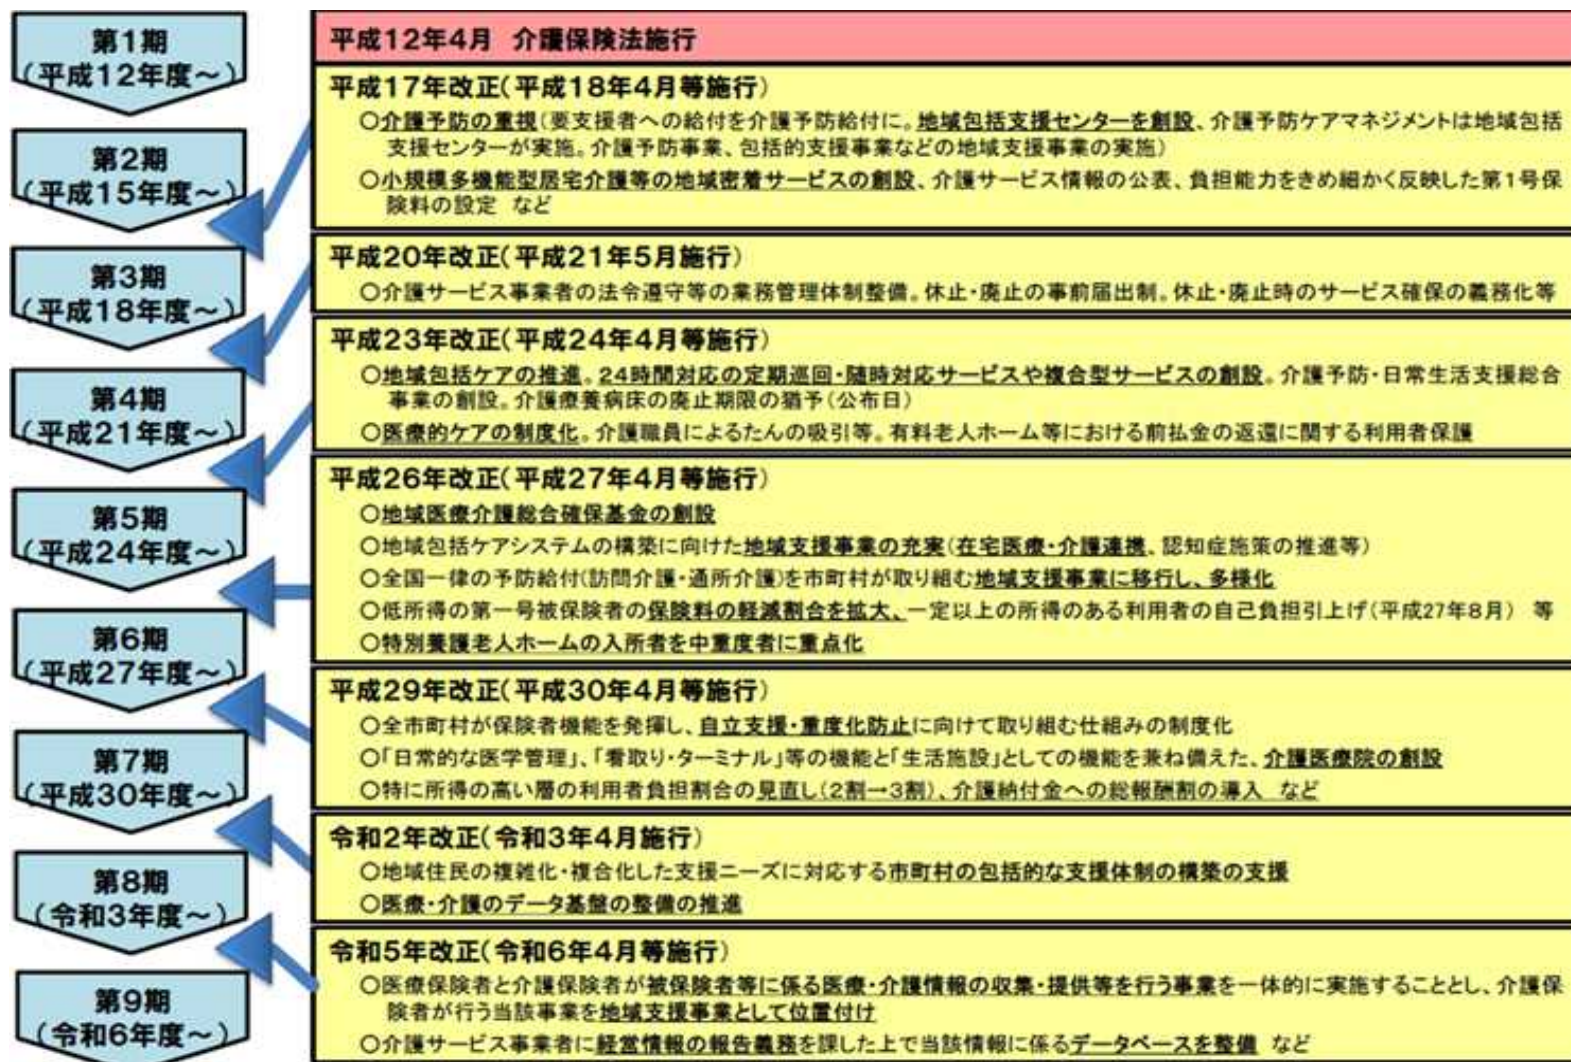 第1期
(平成12年度~)
第2期
(平成15年度~)
第3期
(平成18年度~)
第4期
(平成21年度~)
第5期
(平成24年度~)
第6期
(平成27年度~)
第7期
(平成30年度~)
第8期
(令和3年度~)
第9期
(令和6年度~)
平成12年4月 介護保険法施行
平成17年改正(平成18年4月等施行)
○介護予防の重視(要支援者への給付を介護予防給付に。地域包括支援センターを創設、介護予防ケアマネジメントは地域包括
支援センターが実施。介護予防事業、包括的支援事業などの地域支援事業の実施)
○小規模多機能型居宅介護等の地域密着サービスの創設、介護サービス情報の公表、負担能力をきめ細かく反映した第1号保
険料の設定 など
平成20年改正(平成21年5月施行)
○介護サービス事業者の法令遵守等の業務管理体制整備。休止・廃止の事前届出制。休止・廃止時のサービス確保の義務化等
平成23年改正(平成24年4月等施行)
○地域包括ケアの推進。24時間対応の定期巡回・随時対応サービスや複合型サービスの創設。介護予防・日常生活支援総合
事業の創設。介護療養病床の廃止期限の猶予(公布日)
○医療的ケアの制度化。介護職員によるたんの吸引等。有料老人ホーム等における前払金の返還に関する利用者保護
平成26年改正(平成27年4月等施行)
○地域医療介護総合確保基金の創設
○地域包括ケアシステムの構築に向けた地域支援事業の充実(在宅医療・介護連携、認知症施策の推進等)
○全国一律の予防給付(訪問介護・通所介護)を市町村が取り組む地域支援事業に移行し、多様化
○低所得の第一号被保険者の保険料の軽減割合を拡大、一定以上の所得のある利用者の自己負担引上げ(平成27年8月) 等
○特別養護老人ホームの入所者を中重度者に重点化
平成29年改正(平成30年4月等施行)
○全市町村が保険者機能を発揮し、自立支援・重度化防止に向けて取り組む仕組みの制度化
○「日常的な医学管理」、「看取り・ターミナル」等の機能と「生活施設」としての機能を兼ね備えた、介護医療院の創設
○特に所得の高い層の利用者負担割合の見直し(2割→3割)、介護納付金への総報酬割の導入 など
令和2年改正(令和3年4月施行)
○地域住民の複雑化・複合化した支援ニーズに対応する市町村の包括的な支援体制の構築の支援
○医療・介護のデータ基盤の整備の推進
令和5年改正(令和6年4月等施行)
○医療保険者と介護保険者が被保険者等に係る医療・介護情報の収集・提供等を行う事業を一体的に実施することとし、介護保
険者が行う当該事業を地域支援事業として位置付け
○介護サービス事業者に経営情報の報告義務を課した上で当該情報に係るデータベースを整備 など